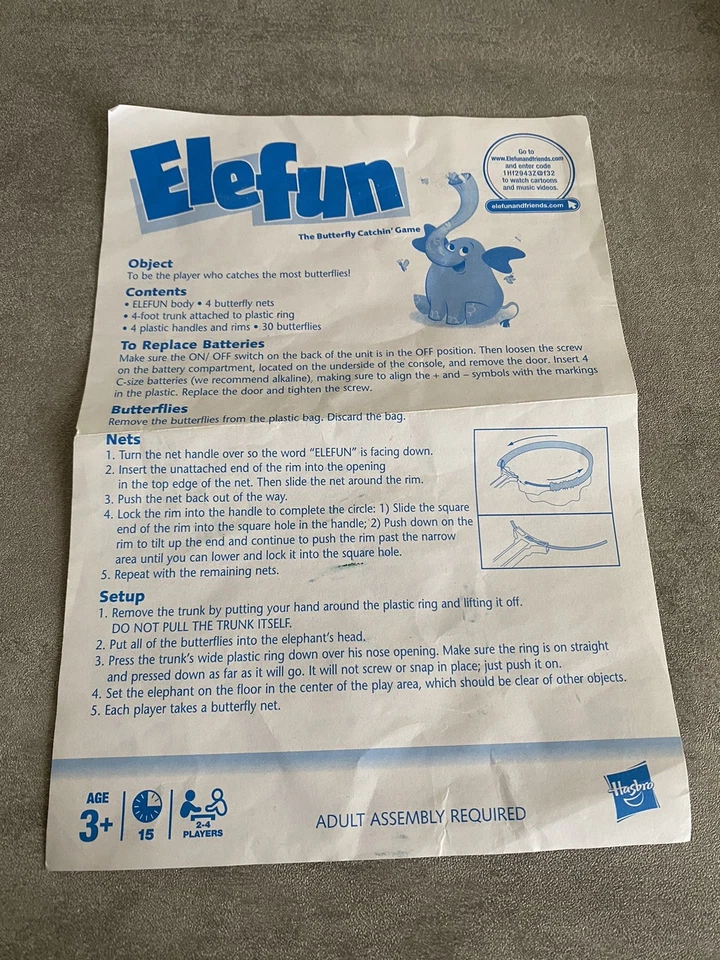 Elefun
Go to
www.Elefunandfriends.com
and enter code
1Hf2943Z@f32
to watch cartoons
and music videos.
elefunandfriends.com
The Butterfly Catchin' Game
Object
To be the player who catches the most butterflies!
Contents
• ELEFUN body • 4 butterfly nets
• 4-foot trunk attached to plastic ring
• 4 plastic handles and rims • 30 butterflies
To Replace Batteries
Make sure the ON/ OFF switch on the back of the unit is in the OFF position. Then loosen the screw
on the battery compartment, located on the underside of the console, and remove the door. Insert 4
C-size batteries (we recommend alkaline), making sure to align the + and – symbols with the markings
in the plastic. Replace the door and tighten the screw.
Butterflies
Remove the butterflies from the plastic bag. Discard the bag.
Nets
1. Turn the net handle over so the word “ELEFUN” is facing down.
2. Insert the unattached end of the rim into the opening
in the top edge of the net. Then slide the net around the rim.
3. Push the net back out of the way.
4. Lock the rim into the handle to complete the circle: 1) Slide the square
end of the rim into the square hole in the handle; 2) Push down on the
rim to tilt up the end and continue to push the rim past the narrow
area until you can lower and lock it into the square hole.
5. Repeat with the remaining nets.
Setup
1. Remove the trunk by putting your hand around the plastic ring and lifting it off.
DO NOT PULL THE TRUNK ITSELF.
2. Put all of the butterflies into the elephant's head.
3. Press the trunk's wide plastic ring down over his nose opening. Make sure the ring is on straight
and pressed down as far as it will go. It will not screw or snap in place; just push it on.
4. Set the elephant on the floor in the center of the play area, which should be clear of other objects.
5. Each player takes a butterfly net.
AGE
3+
15
2-4
PLAYERS
ADULT ASSEMBLY REQUIRED
Hasbro